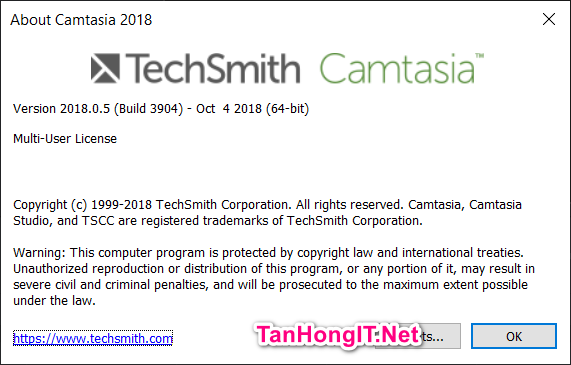 About Camtasia 2018
TechSmith Camtasia™
Version 2018.0.5 (Build 3904) - Oct 4 2018 (64-bit)
Multi-User License
Copyright (c) 1999-2018 TechSmith Corporation. All rights reserved. Camtasia, Camtasia
Studio, and TSCC are registered trademarks of TechSmith Corporation.
Warning: This computer program is protected by copyright law and international treaties.
Unauthorized reproduction or distribution of this program, or any portion of it, may result in
severe civil and criminal penalties, and will be prosecuted to the maximum extent possible
under the law.
https://www.techsmith.com TanHongIT.Net OK